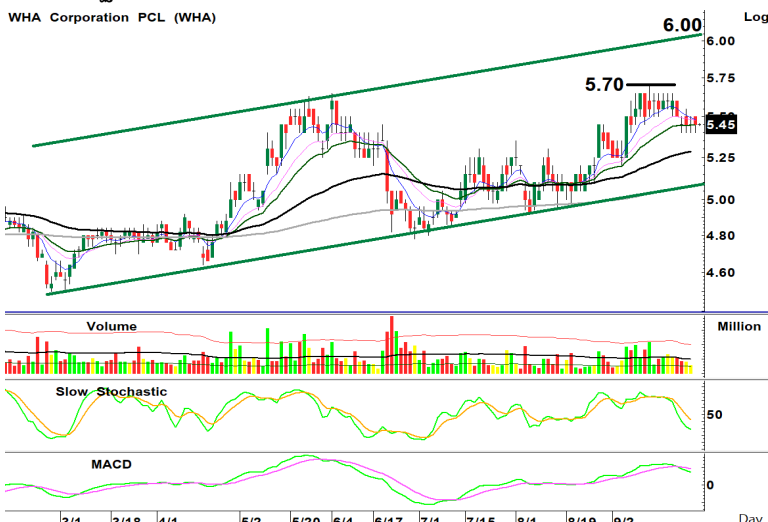 WHA Corporation PCL (WHA)
Log
6.00
6.00
5.75
5.70
5.45
5.25
5.00
4.80
4.60
Volume
Million
Slow Stochastic
50
MACD
0
3/1 3/18 4/1 5/2 5/20 6/4 6/17 7/1 7/15 8/1 8/19 9/2
Day